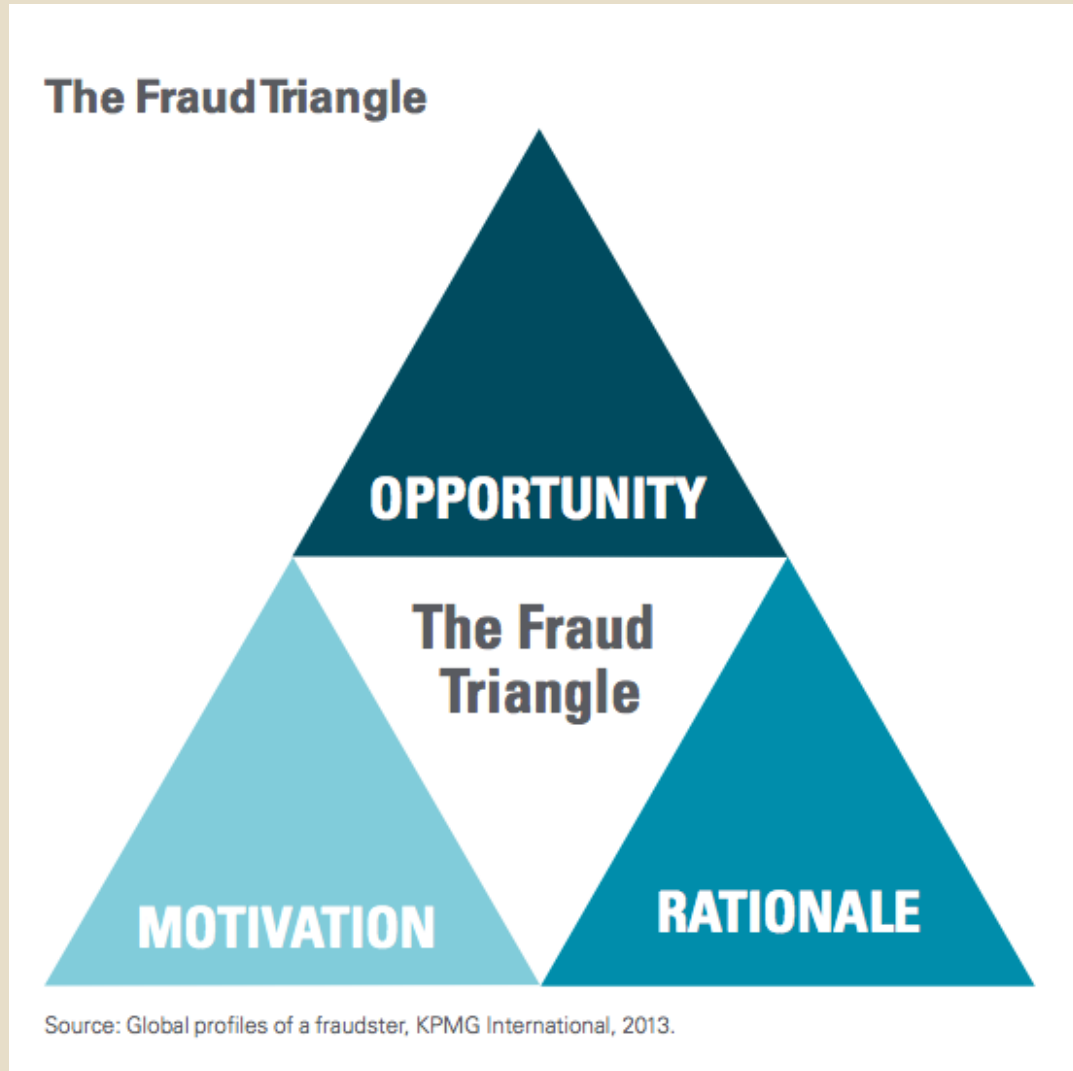 The Fraud Triangle
OPPORTUNITY
The Fraud
Triangle
MOTIVATION
RATIONALE
Source: Global profiles of a fraudster, KPMG International, 2013.